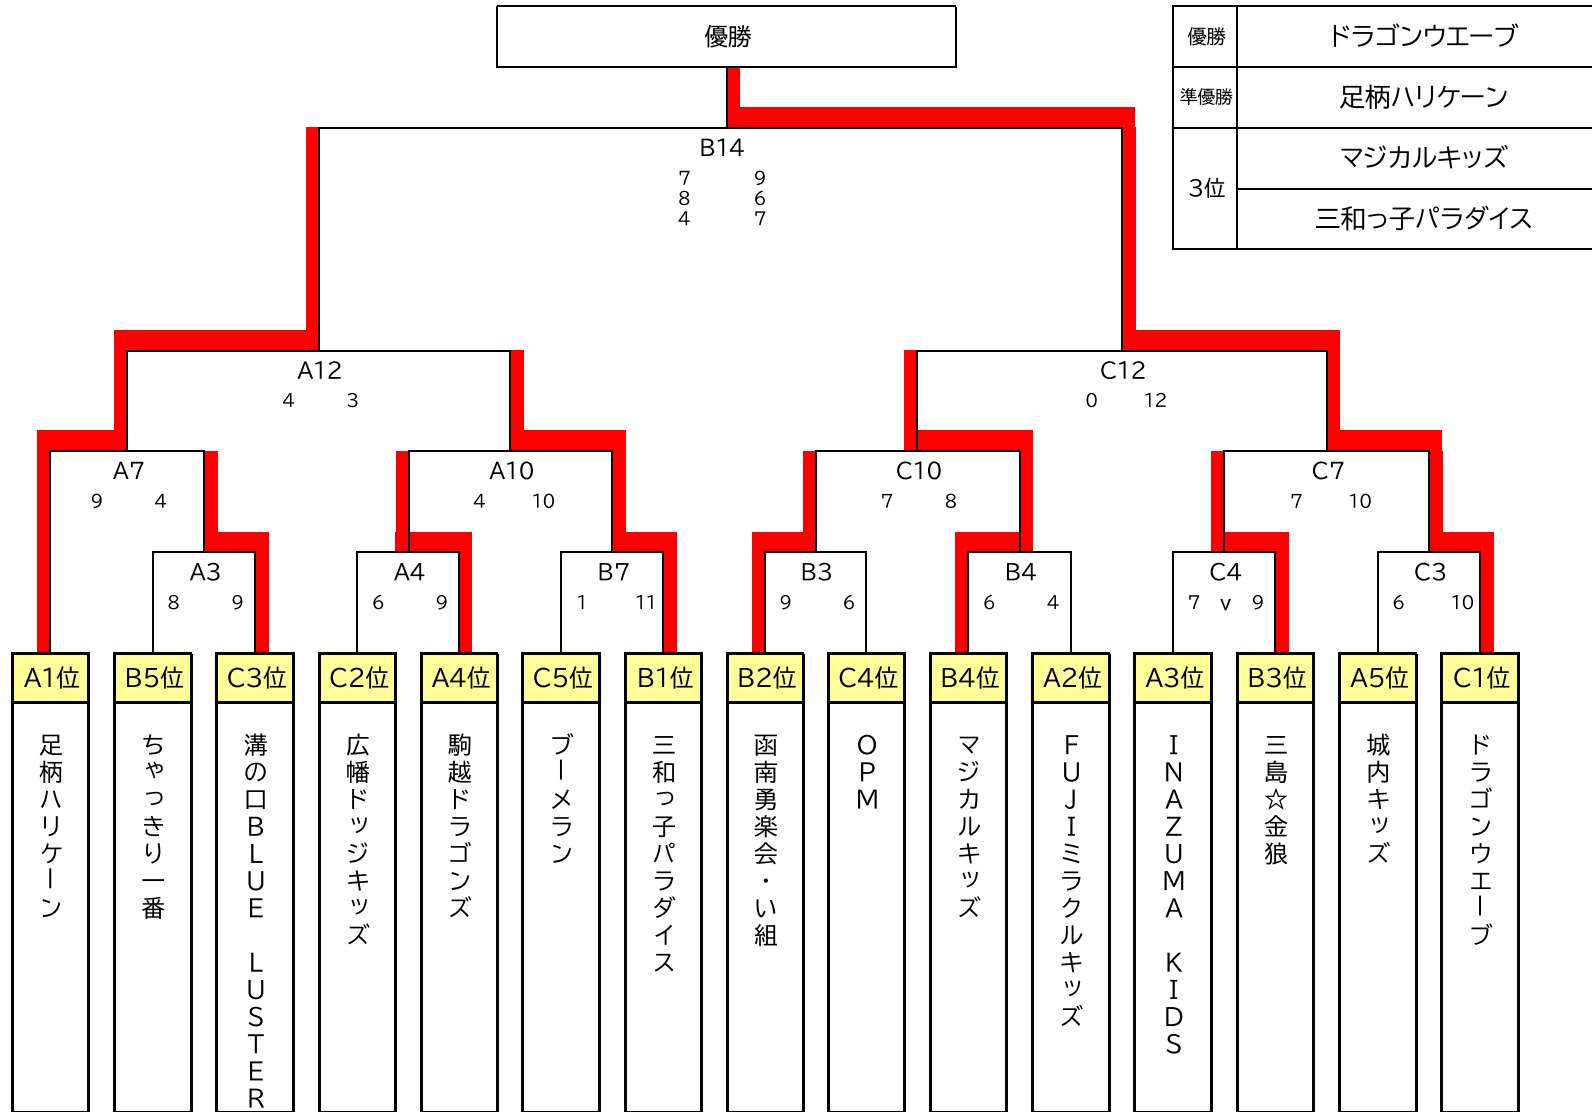 優勝
優勝 ドラゴンウエーブ
準優勝 足柄ハリケーン
3位 マジカルキッズ
三和っ子パラダイス
B14
7 9
8 6
4 7
A12 C12
4 3 0 12
A7 A10 C10 C7
9 4 4 10 7 8 7 10
A3 A4 B7 B3 B4 C4 C3
8 9 6 9 1 11 9 6 6 4 7 v 9 6 10
A1位 B5位 C3位 C2位 A4位 C5位 B1位 B2位 C4位 B4位 A2位 A3位 B3位 A5位 C1位
足柄ハリケーン
ちゃっきり一番
溝の口BLUE LUSTER
広幡ドッジキッズ
駒越ドラゴンズ
ブーメラン
三和っ子パラダイス
函南勇楽会・い組
OPM
マジカルキッズ
FUJIミラクルキッズ
INAZUMA KIDS
三島☆金狼
城内キッズ
ドラゴンウエーブ